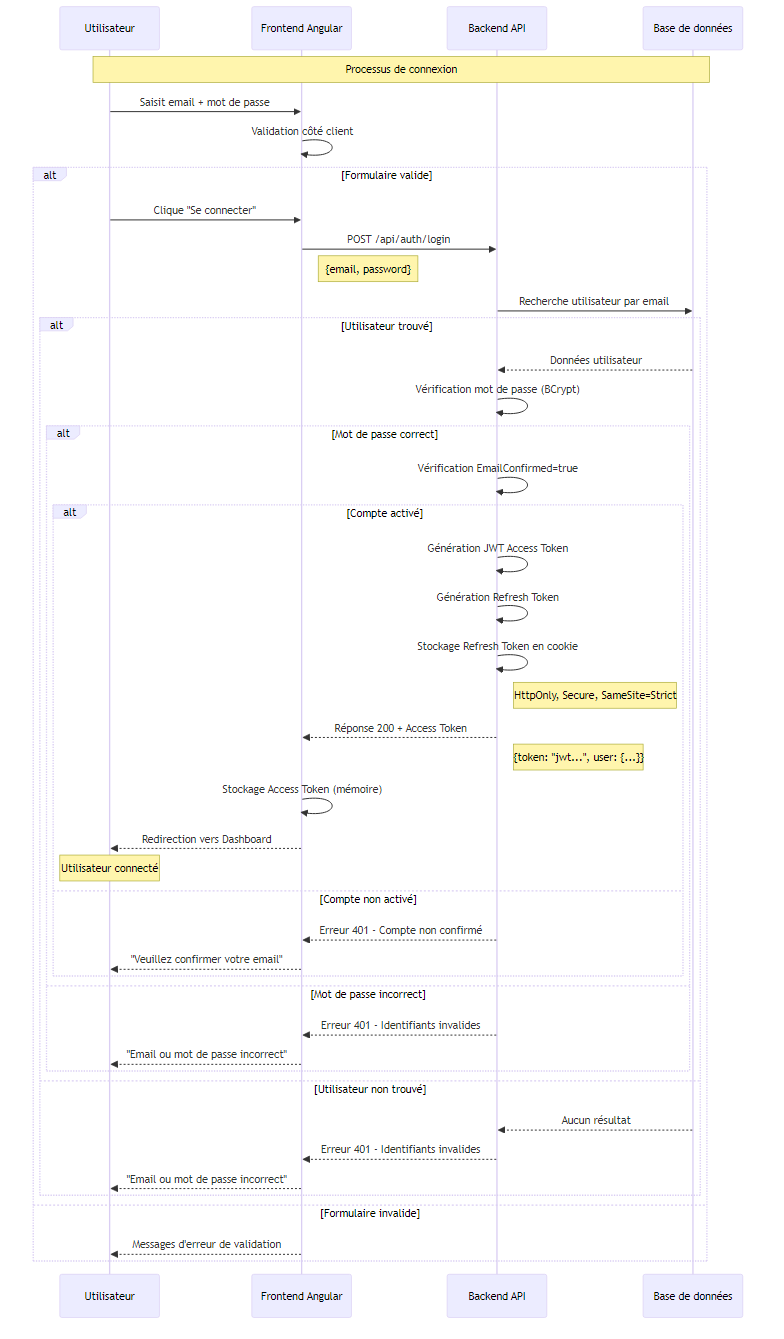 Utilisateur
Frontend Angular
Backend API
Base de données
Processus de connexion
Saisit email + mot de passe
Validation côté client
alt
[Formulaire valide]
Clique "Se connecter"
POST /api/auth/login
{email, password}
Recherche utilisateur par email
alt
[Utilisateur trouvé]
Données utilisateur
Vérification mot de passe (BCrypt)
alt
[Mot de passe correct]
Vérification EmailConfirmed=true
alt
[Compte activé]
Génération JWT Access Token
Génération Refresh Token
Stockage Refresh Token en cookie
HttpOnly, Secure, SameSite=Strict
Réponse 200 + Access Token
{token: "jwt...", user: {...}}
Stockage Access Token (mémoire)
Redirection vers Dashboard
Utilisateur connecté
[Compte non activé]
Erreur 401 - Compte non confirmé
"Veuillez confirmer votre email"
[Mot de passe incorrect]
Erreur 401 - Identifiants invalides
"Email ou mot de passe incorrect"
[Utilisateur non trouvé]
Aucun résultat
Erreur 401 - Identifiants invalides
"Email ou mot de passe incorrect"
[Formulaire invalide]
Messages d'erreur de validation
Utilisateur
Frontend Angular
Backend API
Base de données